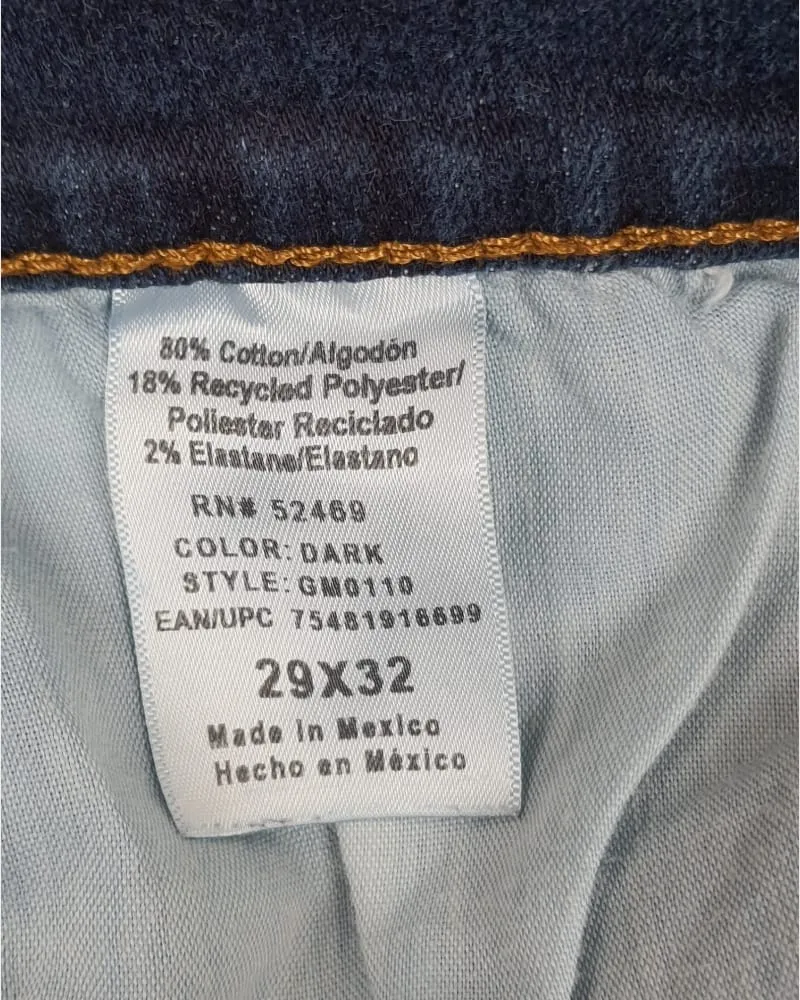 80% Cotton/Algodón
18% Recycled Polyester/
Poliester Reciclado
2% Elastane/Elastano
RN# 52469
COLOR: DARK
STYLE: GM0110
EAN/UPC 75481916699
29X32
Made in Mexico
Hecho en México